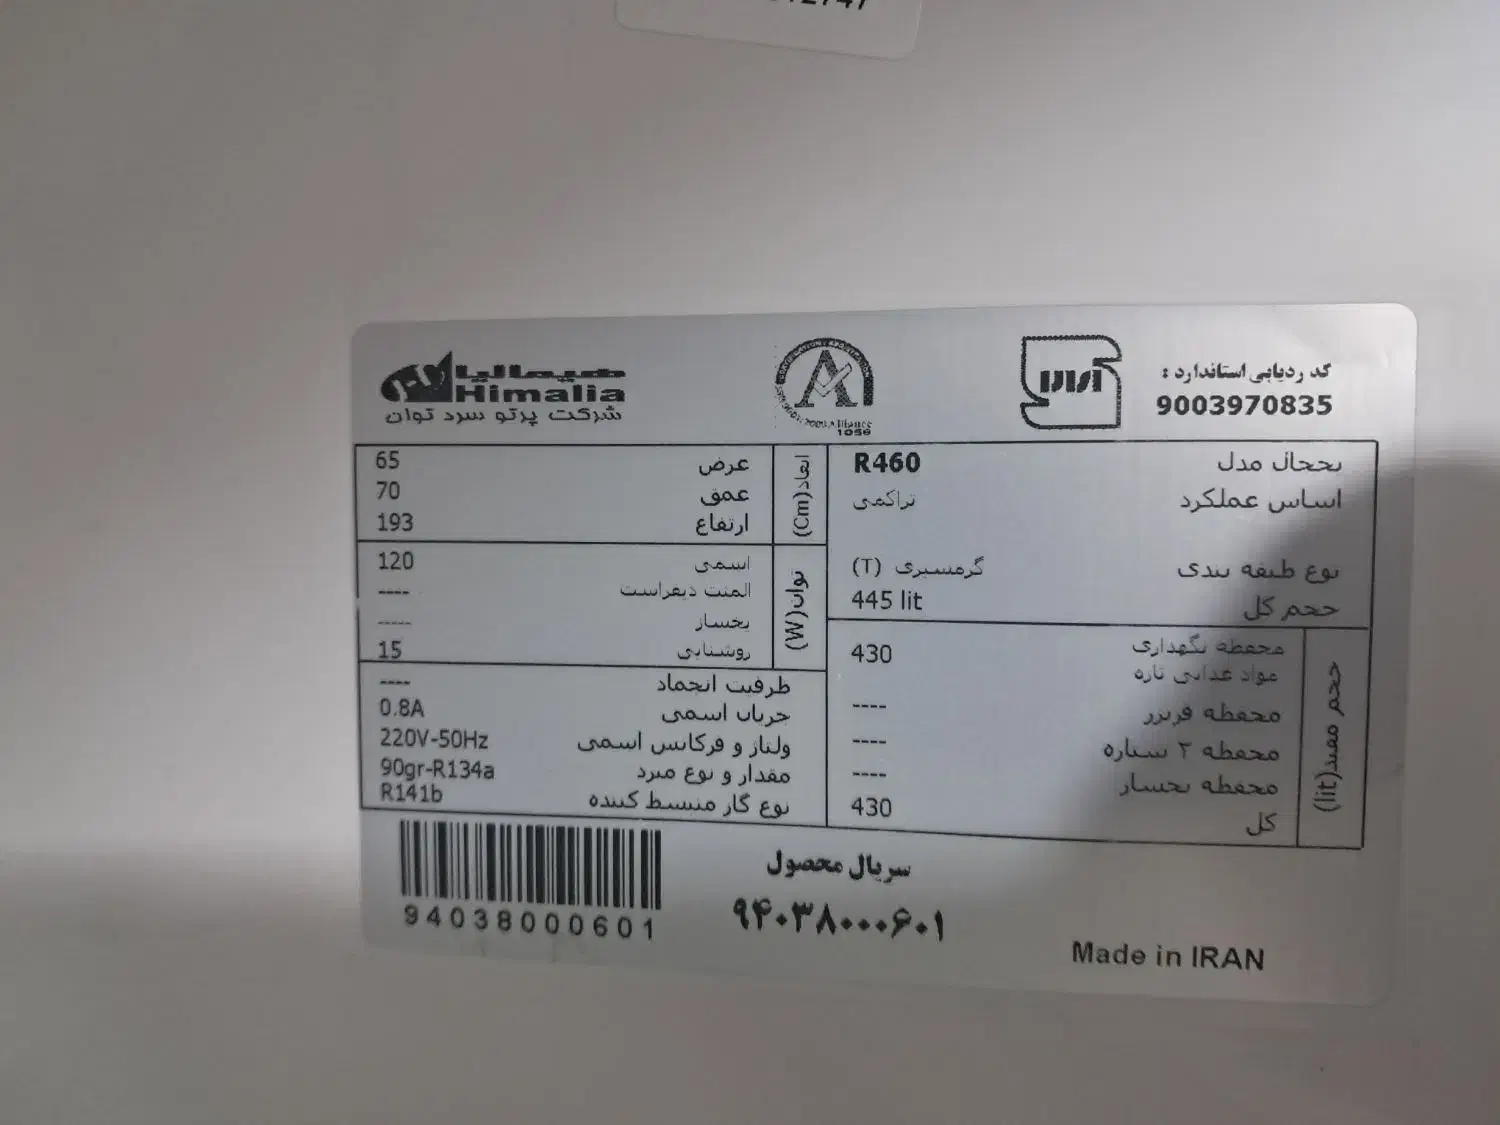 هیمالیا
Himalia
شرکت پرتو سرد توان
1056
کد ردیابی استاندارد :
9003970835
یخچال مدل R460
اساس عملکرد تراکمی
نوع طبقه بندی گرمسیری (T)
حجم کل 445 lit
حجم مفید(lit)
محفظه نگهداری
مواد غذایی تازه 430
محفظه فریزر ----
محفظه ۲ ستاره ----
محفظه یخساز ----
کل 430
ابعاد(Cm)
عرض 65
عمق 70
ارتفاع 193
توان(W)
اسمی 120
المنت دیفراست ----
یخساز -----
روشنایی 15
ظرفیت انجماد ----
جریان اسمی 0.8A
ولتاژ و فرکانس اسمی 220V-50Hz
مقدار و نوع مبرد 90gr-R134a
نوع گاز منبسط کننده R141b
94038000601
سریال محصول
۹۴۰۳۸۰۰۰۶۰۱
Made in IRAN